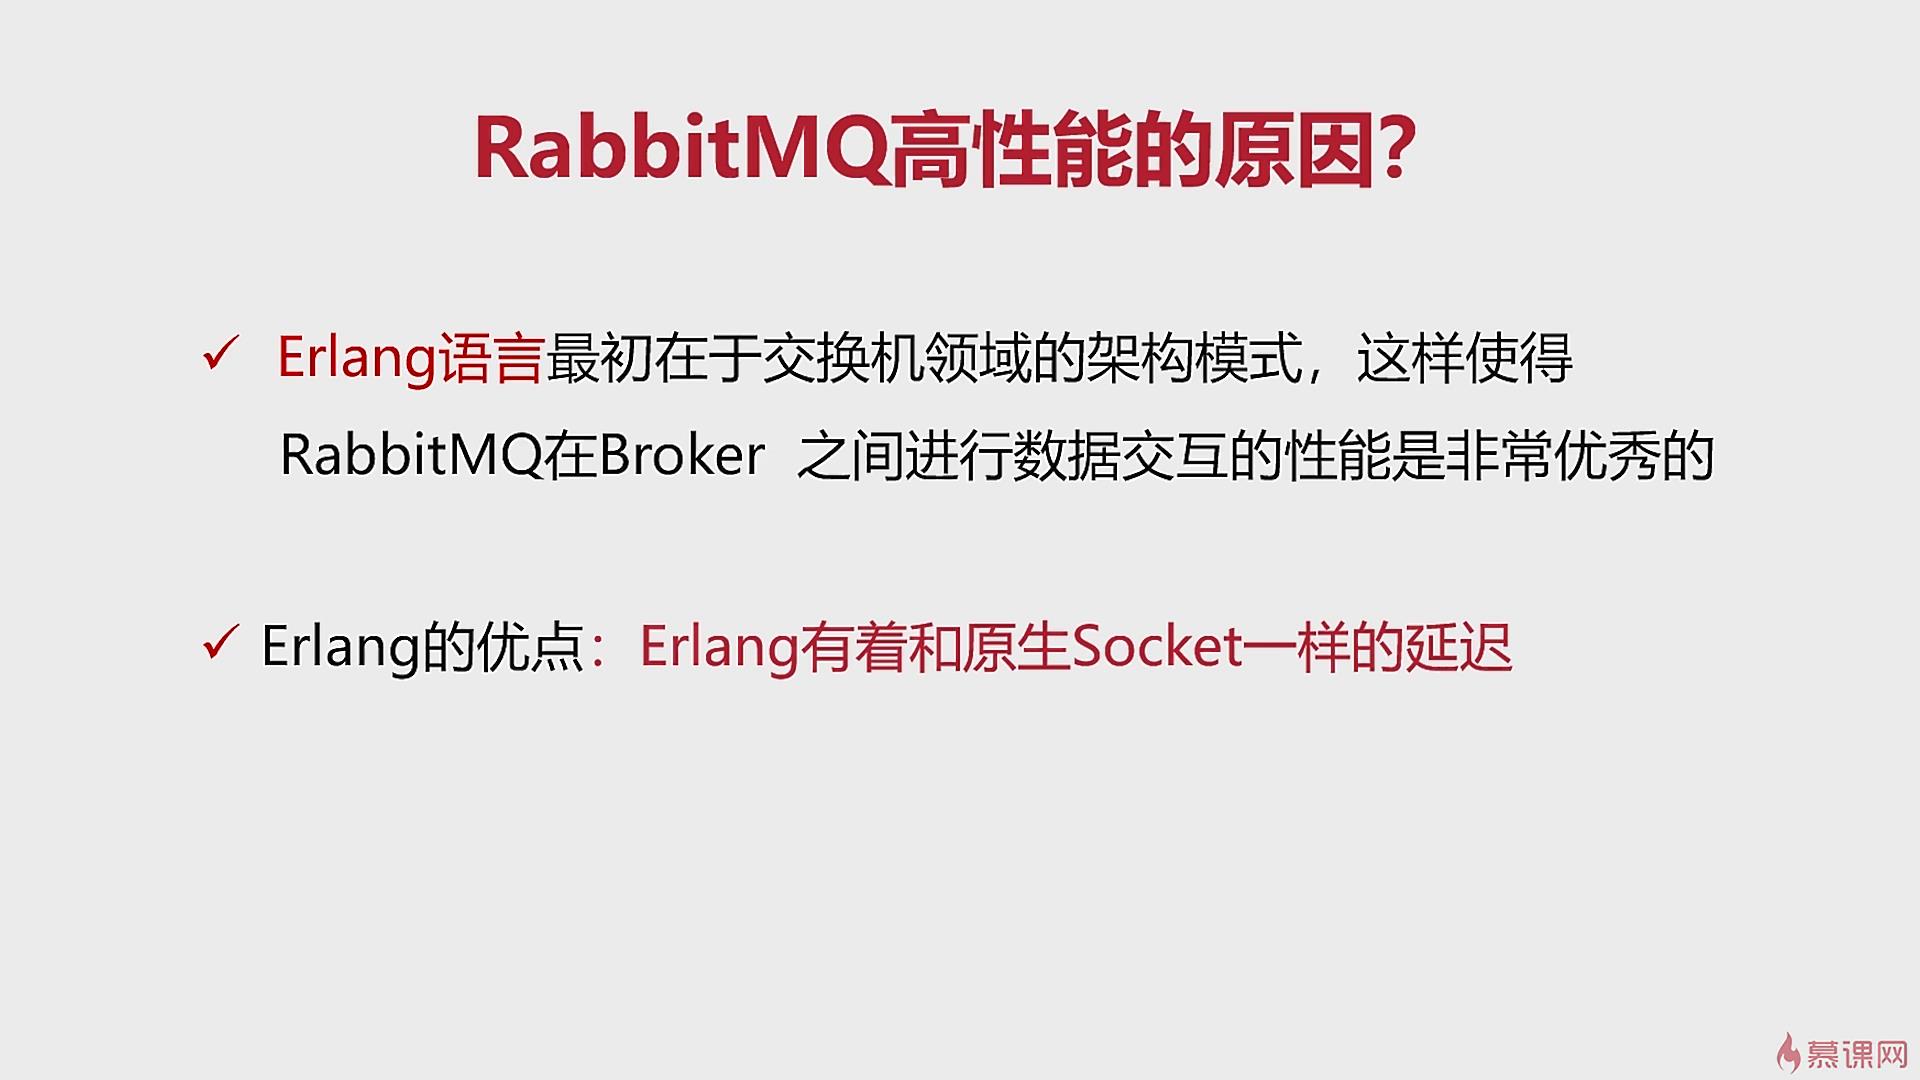 RabbitMQ高性能的原因？
✓ Erlang语言最初在于交换机领域的架构模式，这样使得
RabbitMQ在Broker 之间进行数据交互的性能是非常优秀的
✓ Erlang的优点：Erlang有着和原生Socket一样的延迟
慕课网